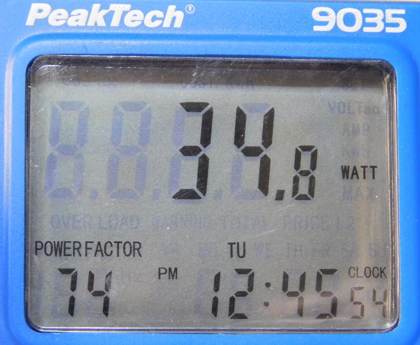 PeakTech® 9035
34.8
WATT
POWER FACTOR TU
PM CLOCK
74 12:45 54